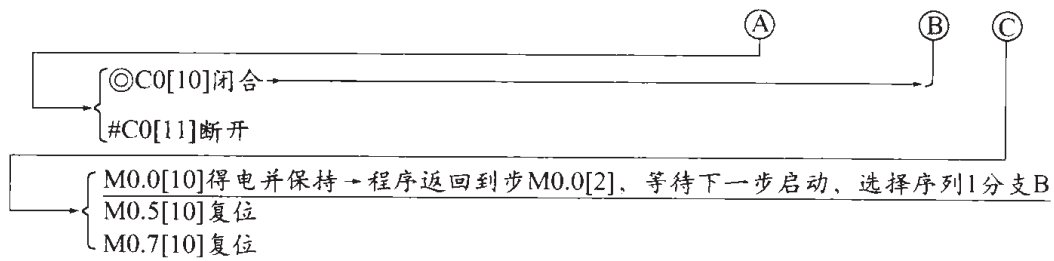 Ⓐ Ⓑ Ⓒ
◎C0[10]闭合
#C0[11]断开
M0.0[10]得电并保持→程序返回到步M0.0[2]，等待下一步启动、选择序列1分支B
M0.5[10]复位
M0.7[10]复位